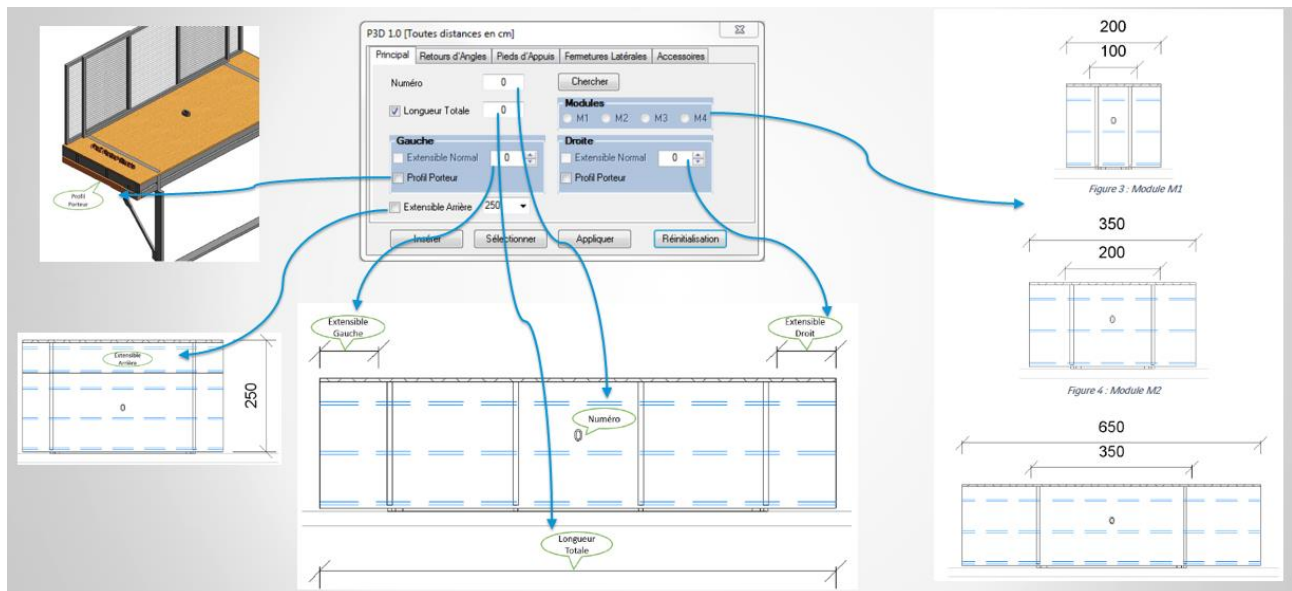 P3D 1.0 [Toutes distances en cm]
Principal Retours d'Angles Pieds d'Appuis Fermetures Latérales Accessoires
Numéro 0 Chercher
Longueur Totale 0
Modules
M1 M2 M3 M4
Gauche
Extensible Normal 0
Profil Porteur
Droite
Extensible Normal 0
Profil Porteur
Extensible Arrière 250
Insérer Sélectionner Appliquer Réinitialisation
Profil
Porteur
Extensible
Arrière
0
250
Extensible
Gauche
Extensible
Droit
Numéro
0
Longueur
Totale
200
100
0
Figure 3 : Module M1
350
200
0
Figure 4 : Module M2
650
350
0